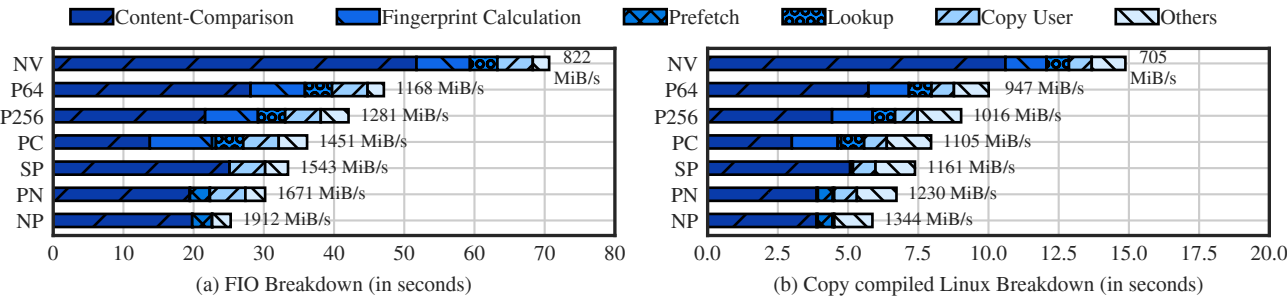 Content-Comparison Fingerprint Calculation Prefetch Lookup Copy User Others
NV 822
MiB/s
P64 1168 MiB/s
P256 1281 MiB/s
PC 1451 MiB/s
SP 1543 MiB/s
PN 1671 MiB/s
NP 1912 MiB/s
0 10 20 30 40 50 60 70 80
(a) FIO Breakdown (in seconds)
NV 705
MiB/s
P64 947 MiB/s
P256 1016 MiB/s
PC 1105 MiB/s
SP 1161 MiB/s
PN 1230 MiB/s
NP 1344 MiB/s
0.0 2.5 5.0 7.5 10.0 12.5 15.0 17.5 20.0
(b) Copy compiled Linux Breakdown (in seconds)